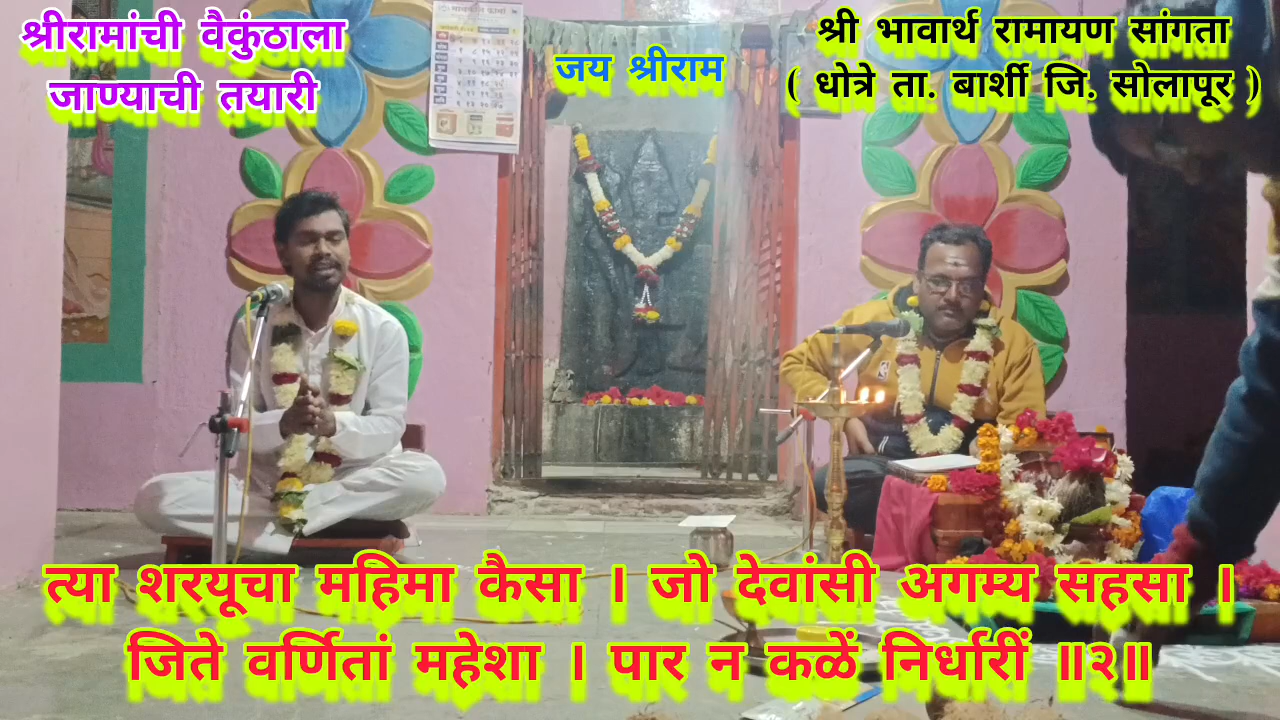 श्रीरामांची वैकुंठाला
जाण्याची तयारी
जय श्रीराम
श्री भावार्थ रामायण सांगता
( धोत्रे ता. बार्शी जि. सोलापूर )
त्या शरयूचा महिमा कैसा । जो देवांसी अगम्य सहसा ।
जिते वर्णितां महेशा । पार न कळें निर्धारीं ॥२॥